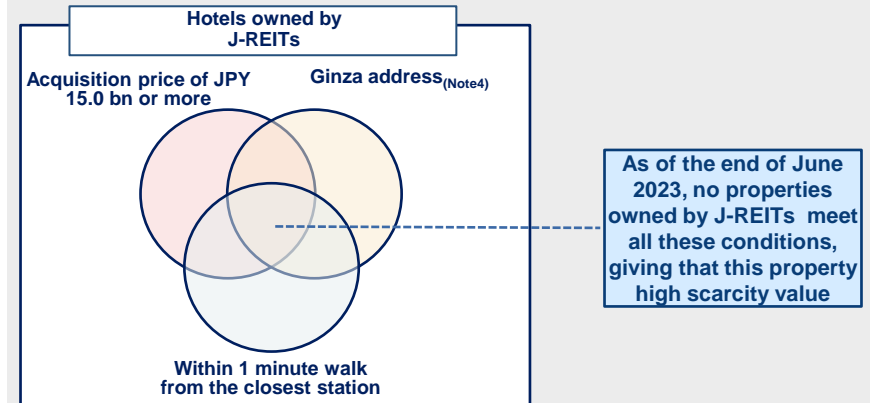 Hotels owned by
J-REITs
Acquisition price of JPY
15.0 bn or more
Ginza address(Note4)
As of the end of June
2023, no properties
owned by J-REITs meet
all these conditions,
giving that this property
high scarcity value
Within 1 minute walk
from the closest station